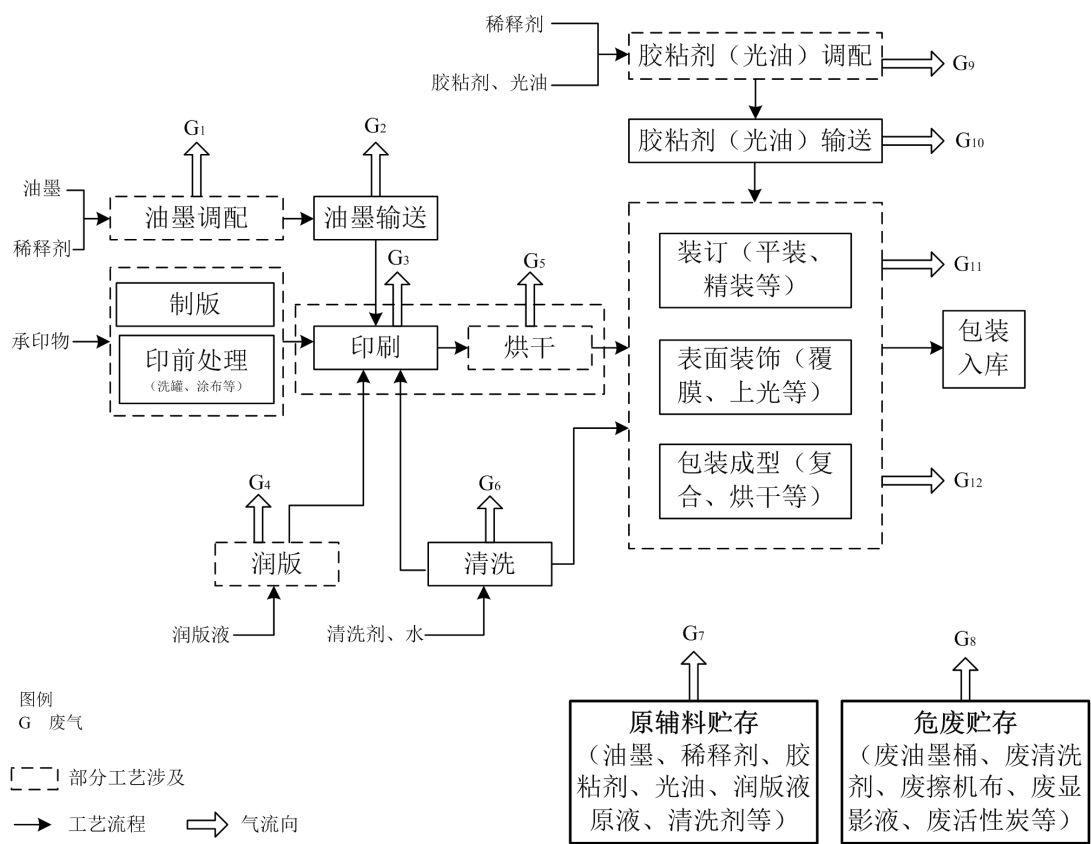 稀释剂
胶粘剂、光油
胶粘剂（光油）调配
G9
胶粘剂（光油）输送
G10
G1
G2
油墨
稀释剂
油墨调配
油墨输送
G3
G5
承印物
制版
印前处理
（洗罐、涂布等）
印刷
烘干
装订（平装、
精装等）
G11
表面装饰（覆
膜、上光等）
包装成型（复
合、烘干等）
G12
包装
入库
G4
G6
润版
清洗
润版液
清洗剂、水
G7
G8
原辅料贮存
（油墨、稀释剂、胶
粘剂、光油、润版液
原液、清洗剂等）
危废贮存
（废油墨桶、废清洗
剂、废擦机布、废显
影液、废活性炭等）
图例
G 废气
部分工艺涉及
工艺流程
气流向